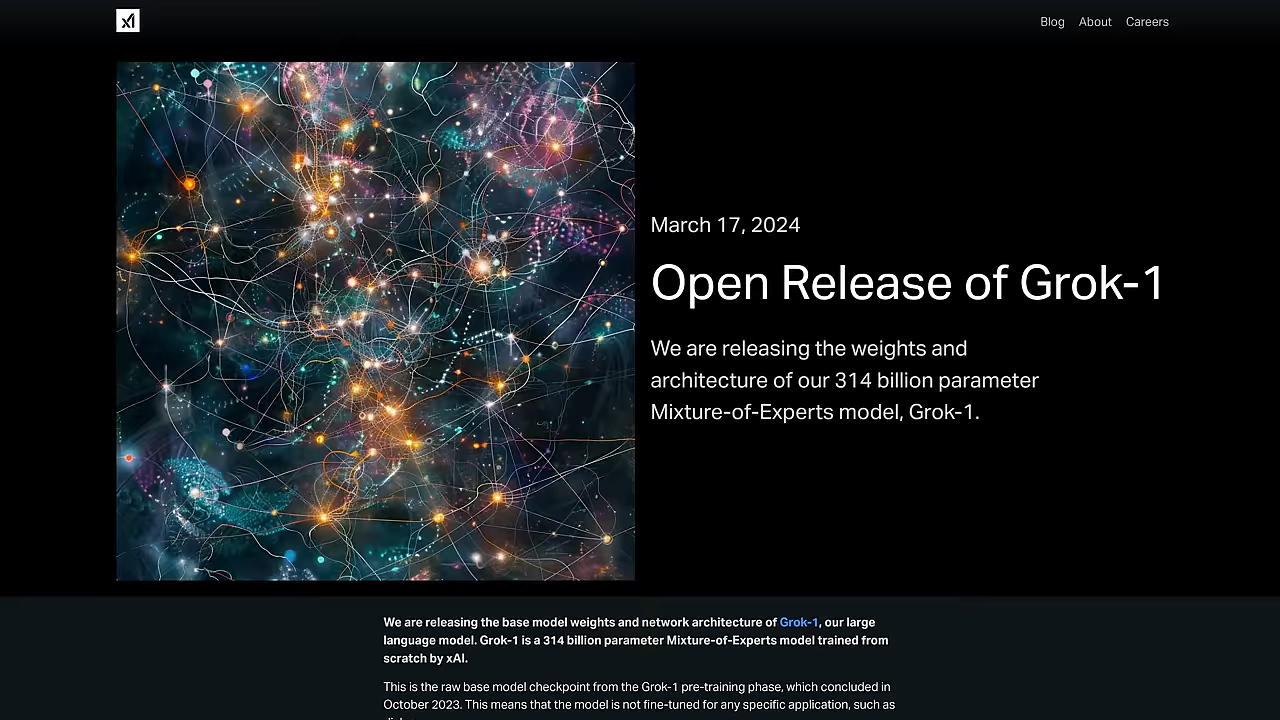 xI
Blog About Careers
March 17, 2024
Open Release of Grok-1
We are releasing the weights and
architecture of our 314 billion parameter
Mixture-of-Experts model, Grok-1.
We are releasing the base model weights and network architecture of Grok-1, our large
language model. Grok-1 is a 314 billion parameter Mixture-of-Experts model trained from
scratch by xAI.
This is the raw base model checkpoint from the Grok-1 pre-training phase, which concluded in
October 2023. This means that the model is not fine-tuned for any specific application, such as